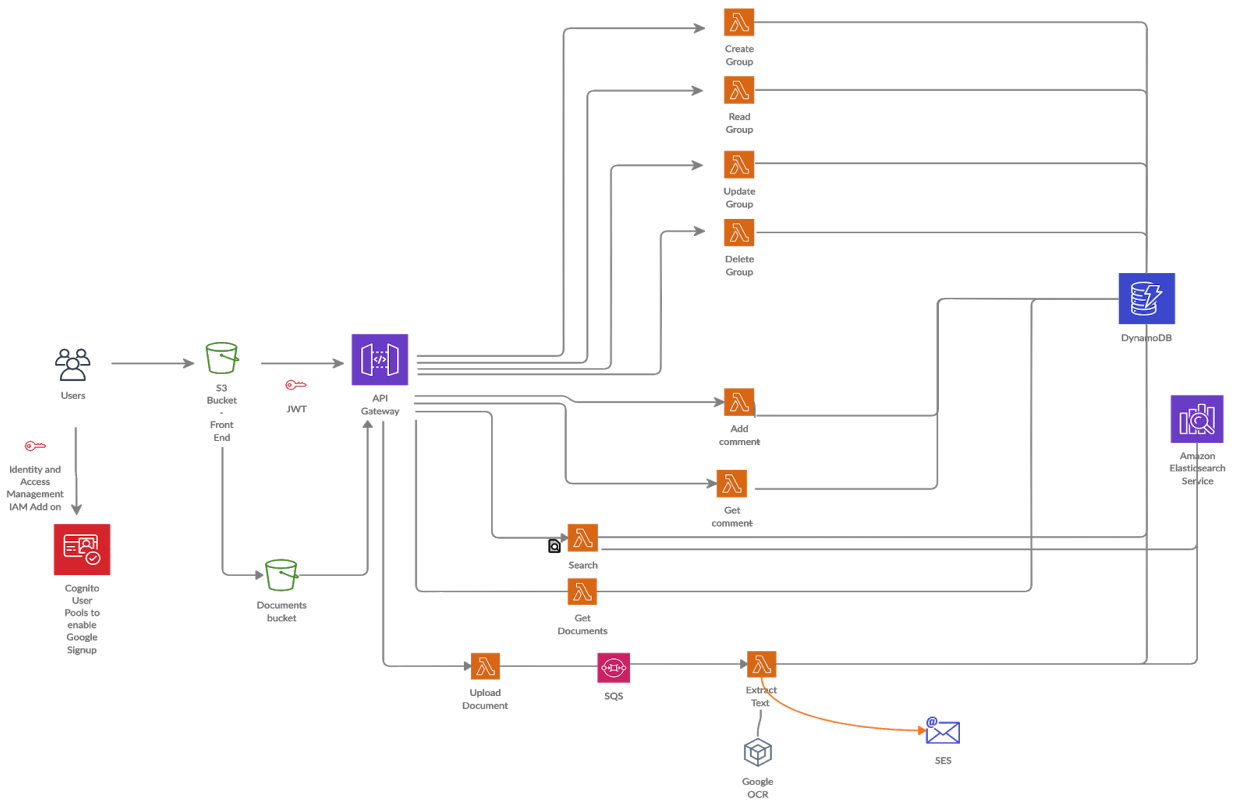 Create
Group
Read
Group
Update
Group
Delete
Group
DynamoDB
Users
S3
Bucket
-
Front
End
JWT
API
Gateway
Identity and
Access
Management
IAM Add on
Cognito
User
Pools to
enable
Google
Signup
Documents
bucket
Add
comment
Get
comment
Amazon
Elasticsearch
Service
Search
Get
Documents
Upload
Document
SQS
Extract
Text
@
SES
Google
OCR